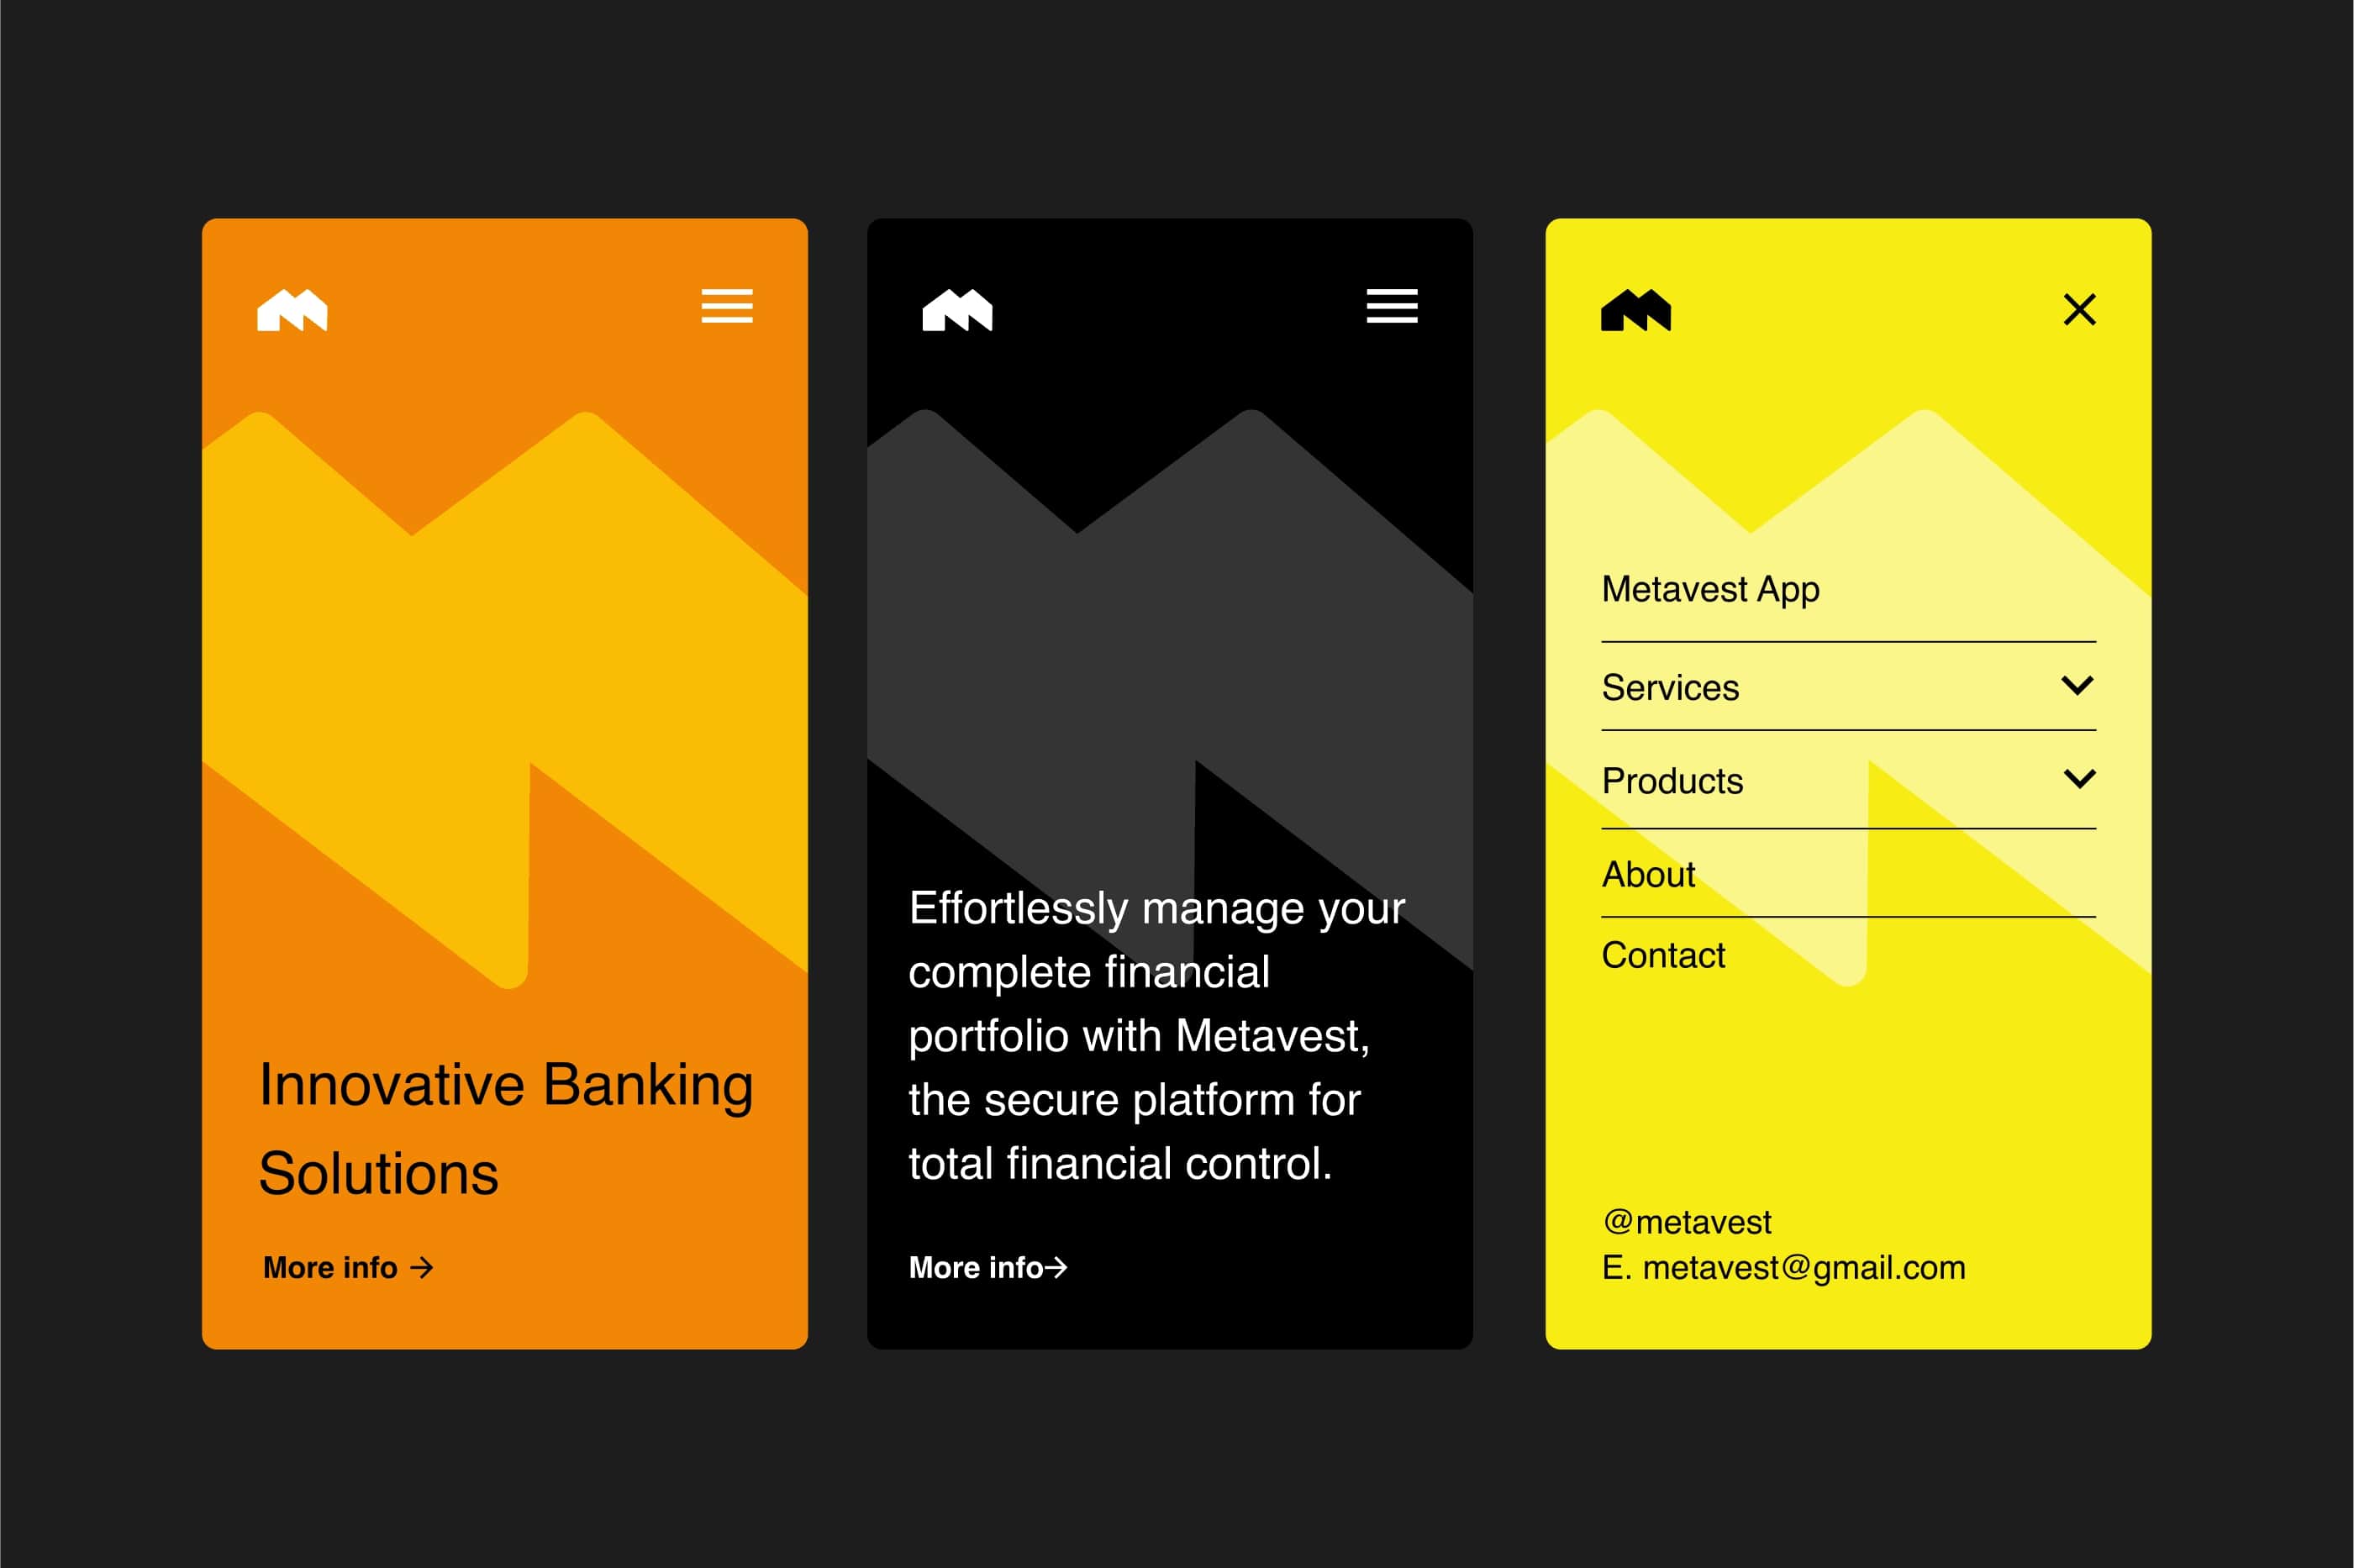 Innovative Banking
Solutions
More info →
Effortlessly manage your
complete financial
portfolio with Metavest,
the secure platform for
total financial control.
More info→
Metavest App
Services
Products
About
Contact
@metavest
E. metavest@gmail.com